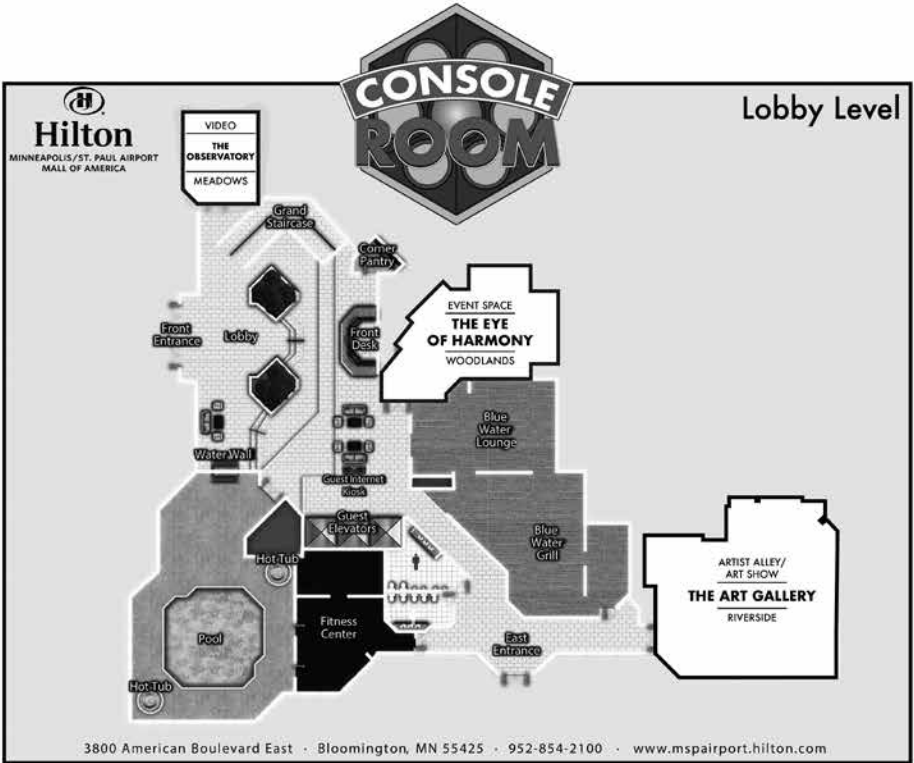 CONSOLE
ROOM
Lobby Level
Hilton
MINNEAPOLIS/ST. PAUL AIRPORT
MALL OF AMERICA
VIDEO
THE
OBSERVATORY
MEADOWS
Grand
Staircase
Corner
Pantry
EVENT SPACE
THE EYE
OF HARMONY
WOODLANDS
Front
Entrance
Lobby
Front
Desk
Blue
Water
Lounge
Water Wall
Guest Internet
Kiosk
Guest
Elevators
Blue
Water
Grill
Hot-Tub
ARTIST ALLEY/
ART SHOW
THE ART GALLERY
RIVERSIDE
Fitness
Center
Pool
East
Entrance
Hot-Tub
3800 American Boulevard East · Bloomington, MN 55425 · 952-854-2100 · www.mspairport.hilton.com